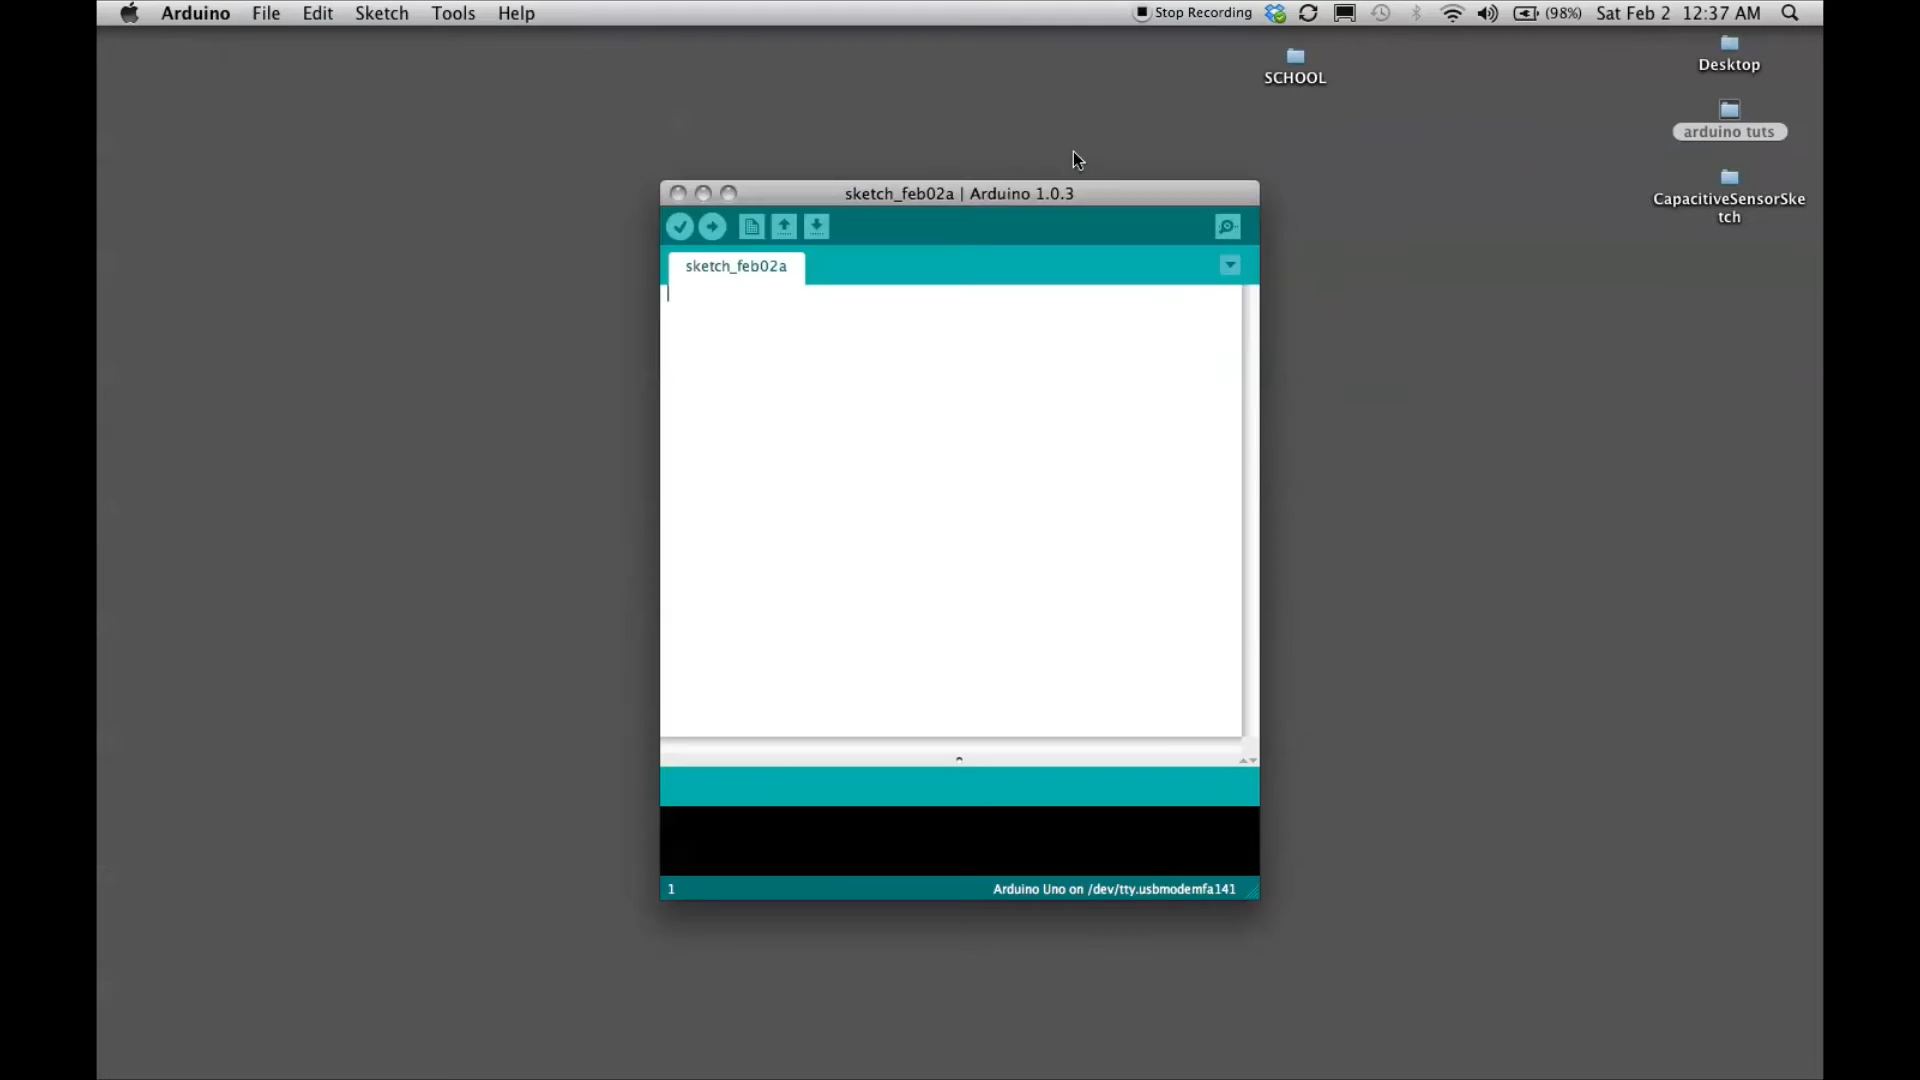 Arduino File Edit Sketch Tools Help Stop Recording (98%) Sat Feb 2 12:37 AM
SCHOOL
Desktop
arduino tuts
CapacitiveSensorSke
tch
sketch_feb02a | Arduino 1.0.3
sketch_feb02a
1 Arduino Uno on /dev/tty.usbmodemfa141